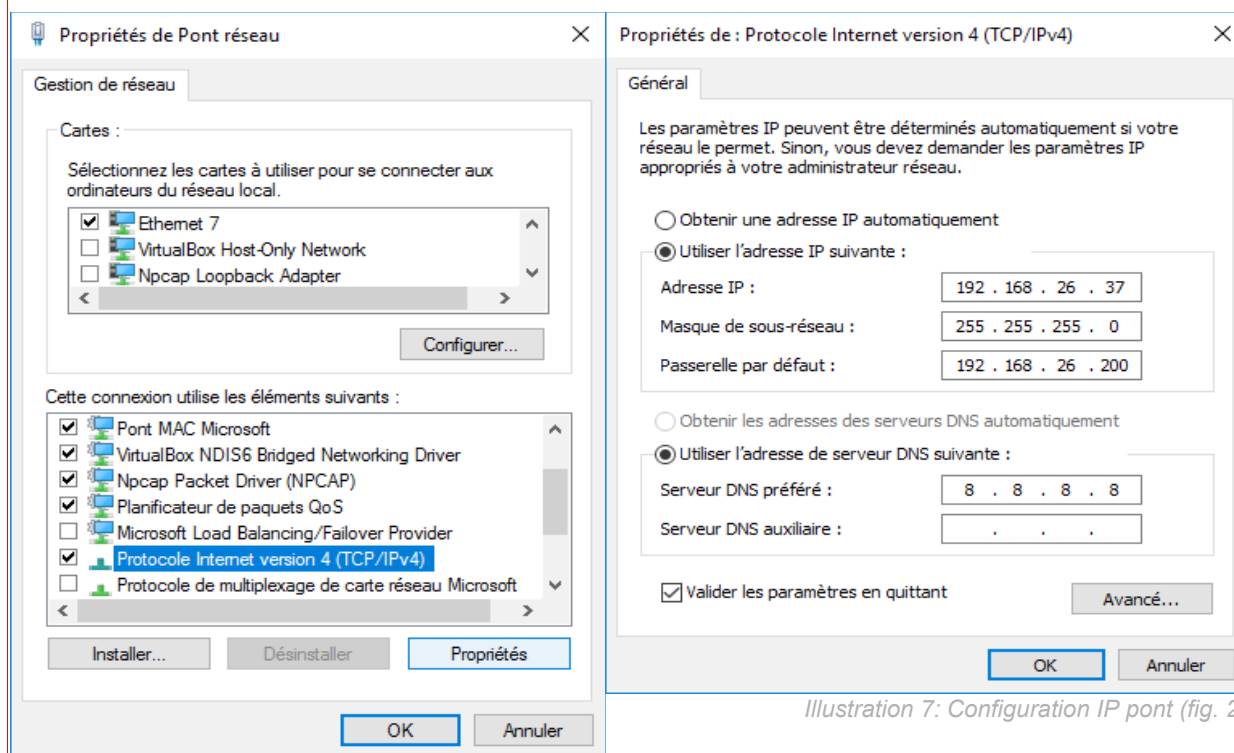 Propriétés de Pont réseau
Gestion de réseau
Cartes :
Sélectionnez les cartes à utiliser pour se connecter aux
ordinateurs du réseau local.
Ethernet 7
VirtualBox Host-Only Network
Npcap Loopback Adapter
Configurer...
Cette connexion utilise les éléments suivants :
Pont MAC Microsoft
VirtualBox NDIS6 Bridged Networking Driver
Npcap Packet Driver (NPCAP)
Planificateur de paquets QoS
Microsoft Load Balancing/Failover Provider
Protocole Internet version 4 (TCP/IPv4)
Protocole de multiplexage de carte réseau Microsoft
Installer...
Désinstaller
Propriétés
OK
Annuler
Propriétés de : Protocole Internet version 4 (TCP/IPv4)
Général
Les paramètres IP peuvent être déterminés automatiquement si votre
réseau le permet. Sinon, vous devez demander les paramètres IP
appropriés à votre administrateur réseau.
Obtenir une adresse IP automatiquement
Utiliser l'adresse IP suivante :
Adresse IP : 192 . 168 . 26 . 37
Masque de sous-réseau : 255 . 255 . 255 . 0
Passerelle par défaut : 192 . 168 . 26 . 200
Obtenir les adresses des serveurs DNS automatiquement
Utiliser l'adresse de serveur DNS suivante :
Serveur DNS préféré : 8 . 8 . 8 . 8
Serveur DNS auxiliaire : . . .
Valider les paramètres en quittant
Avancé...
OK
Annuler
Illustration 7: Configuration IP pont (fig. 2